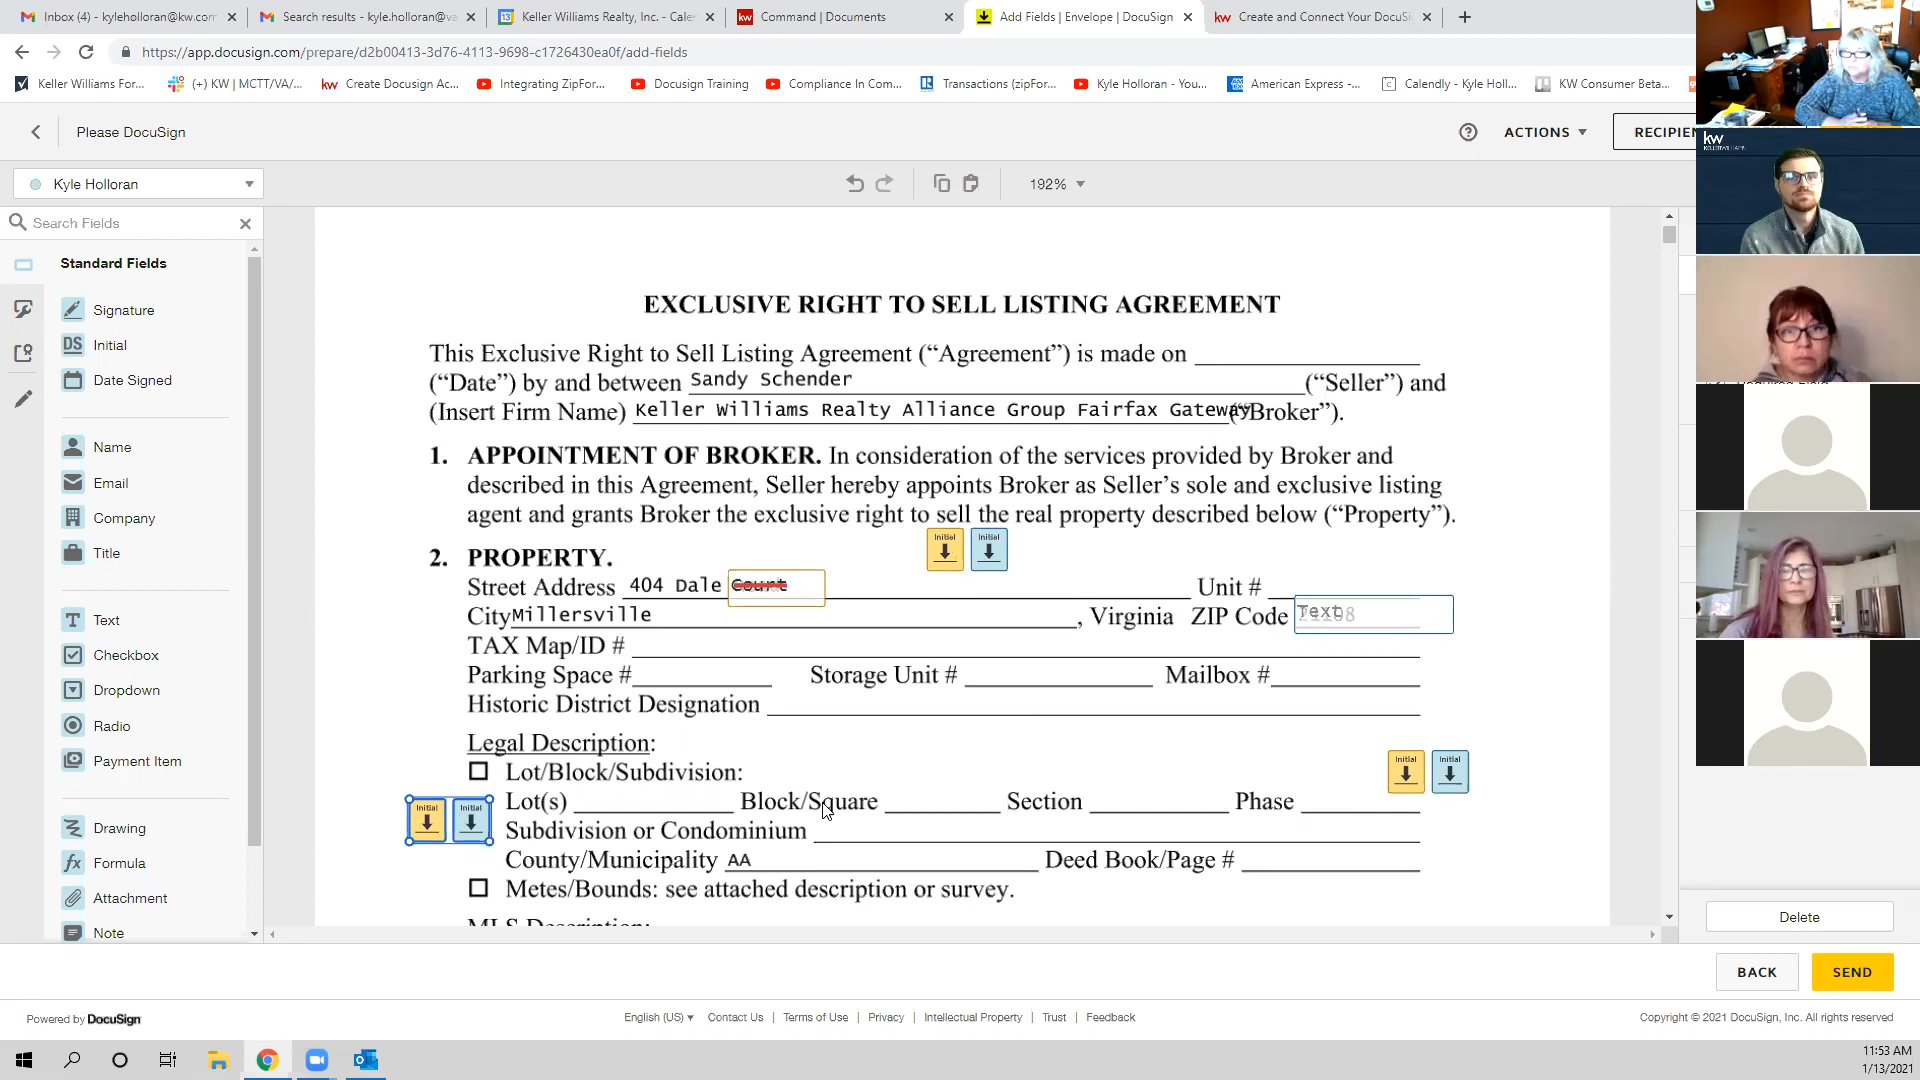 Inbox (4) - kyleholloran@kw.com
Search results - kyle.holloran@va
Keller Williams Realty, Inc. - Cale
Command | Documents
Add Fields | Envelope | DocuSign
Create and Connect Your DocuSi
https://app.docusign.com/prepare/d2b00413-3d76-4113-9698-c1726430ea0f/add-fields
Keller Williams For...
(+) KW | MCTT/VA/...
Create Docusign Ac...
Integrating ZipFor...
Docusign Training
Compliance In Com...
Transactions (zipFor...
Kyle Holloran - You...
American Express -...
Calendly - Kyle Holl...
KW Consumer Beta...
Please DocuSign
ACTIONS
RECIPIEN
kw
Kyle Holloran
192%
Search Fields
Standard Fields
Signature
DS Initial
Date Signed
Name
Email
Company
Title
Text
Checkbox
Dropdown
Radio
Payment Item
Drawing
fx Formula
Attachment
Note
EXCLUSIVE RIGHT TO SELL LISTING AGREEMENT
This Exclusive Right to Sell Listing Agreement (“Agreement”) is made on
(“Date”) by and between Sandy Schender (“Seller”) and
(Insert Firm Name) Keller Williams Realty Alliance Group Fairfax Gateway (“Broker”).
1. APPOINTMENT OF BROKER. In consideration of the services provided by Broker and
described in this Agreement, Seller hereby appoints Broker as Seller’s sole and exclusive listing
agent and grants Broker the exclusive right to sell the real property described below (“Property”).
Initial Initial
2. PROPERTY.
Street Address 404 Dale Court Unit #
City Millersville, Virginia ZIP Code Text
TAX Map/ID #
Parking Space # Storage Unit # Mailbox #
Historic District Designation
Legal Description:
Lot/Block/Subdivision:
Initial Initial
Initial Initial
Lot(s) Block/Square Section Phase
Subdivision or Condominium
County/Municipality AA Deed Book/Page #
Metes/Bounds: see attached description or survey.
MLS Description:
Delete
BACK
SEND
Powered by DocuSign
English (US)
Contact Us
Terms of Use
Privacy
Intellectual Property
Trust
Feedback
Copyright © 2021 DocuSign, Inc. All rights reserved
11:53 AM
1/13/2021